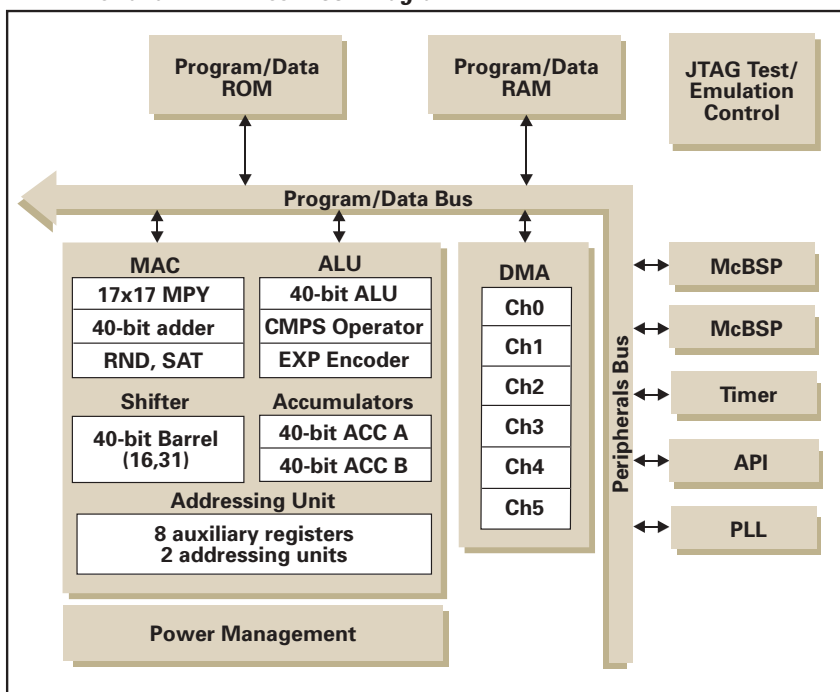 Program/Data
ROM
Program/Data
RAM
JTAG Test/
Emulation
Control
Program/Data Bus
MAC
17x17 MPY
40-bit adder
RND, SAT
ALU
40-bit ALU
CMPS Operator
EXP Encoder
Shifter
40-bit Barrel
(16,31)
Accumulators
40-bit ACC A
40-bit ACC B
Addressing Unit
8 auxiliary registers
2 addressing units
DMA
Ch0
Ch1
Ch2
Ch3
Ch4
Ch5
Peripherals Bus
McBSP
McBSP
Timer
API
PLL
Power Management